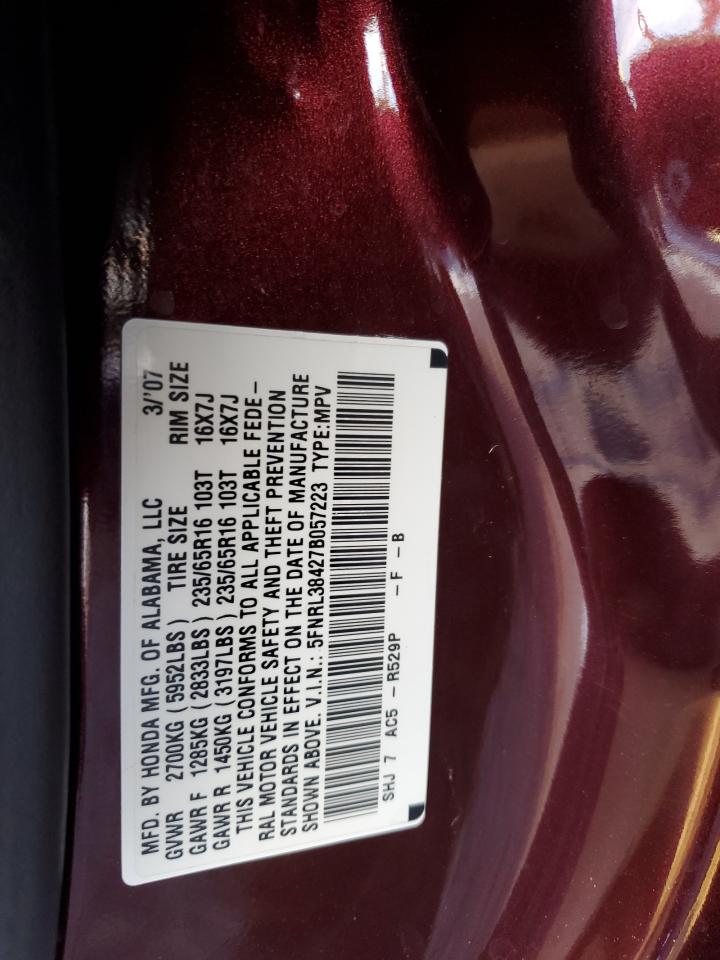 MFD. BY HONDA MFG. OF ALABAMA, LLC 3/'07
GVWR 2700KG (5952LBS) TIRE SIZE RIM SIZE
GAWR F 1285KG (2833LBS) 235/65R16 103T 16X7J
GAWR R 1450KG (3197LBS) 235/65R16 103T 16X7J
THIS VEHICLE CONFORMS TO ALL APPLICABLE FEDE-
RAL MOTOR VEHICLE SAFETY AND THEFT PREVENTION
STANDARDS IN EFFECT ON THE DATE OF MANUFACTURE
SHOWN ABOVE. V.I.N.: 5FNRL38427B057223 TYPE:MPV
SHJ 7 AC5 -R529P -F -B